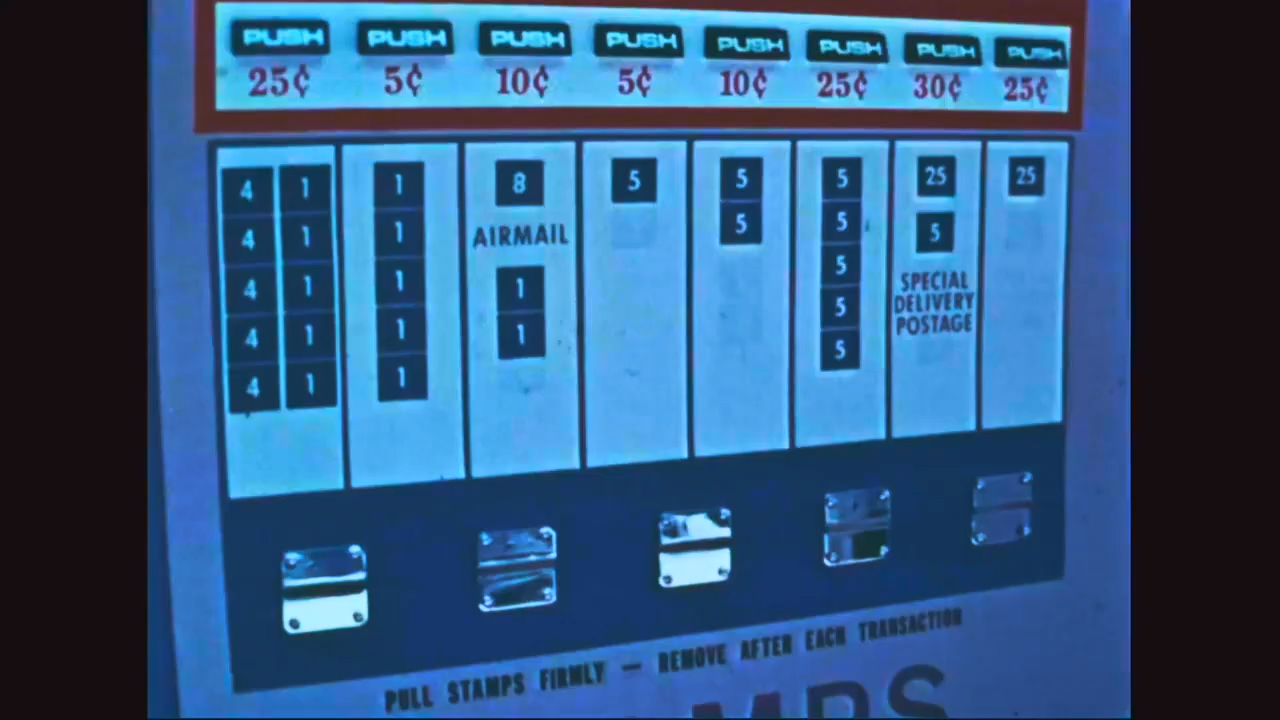 PUSH PUSH PUSH PUSH PUSH PUSH PUSH PUSH
25¢ 5¢ 10¢ 5¢ 10¢ 25¢ 30¢ 25¢
4 1 1 8 5 5 5 25 25
4 1 1 AIRMAIL 5 5 5
4 1 1 1 5 SPECIAL
4 1 1 1 5 DELIVERY
4 1 1 5 POSTAGE
PULL STAMPS FIRMLY — REMOVE AFTER EACH TRANSACTION